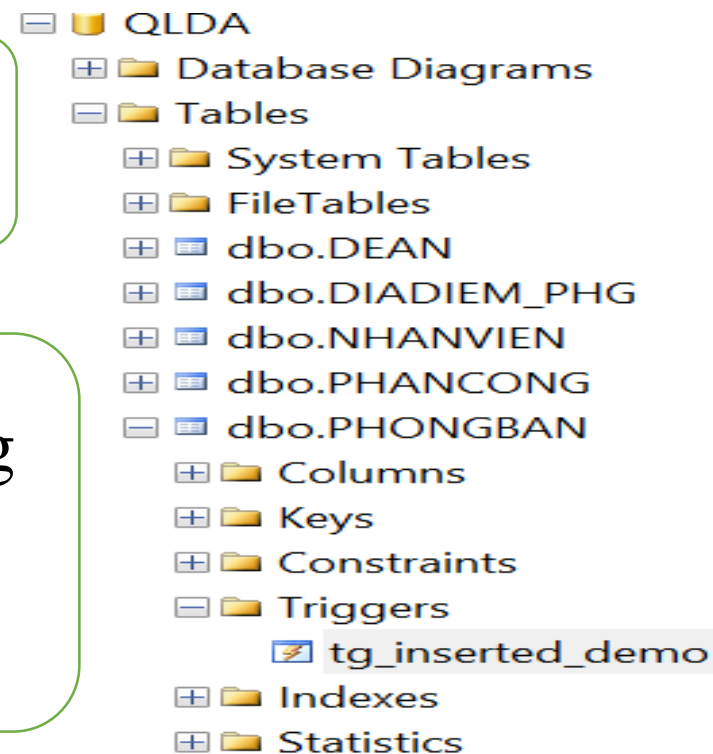 QLDA
Database Diagrams
Tables
System Tables
FileTables
dbo.DEAN
dbo.DIADIEM_PHG
dbo.NHANVIEN
dbo.PHANCONG
dbo.PHONGBAN
g
Columns
Keys
Constraints
Triggers
tg_inserted_demo
Indexes
Statistics